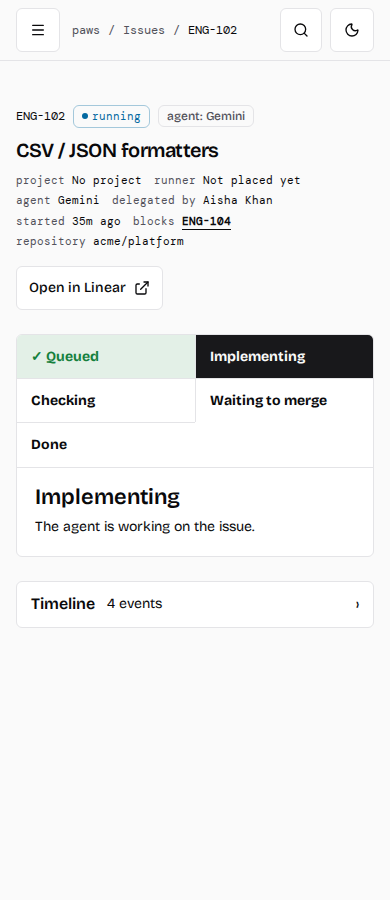 paws / Issues / ENG-102
ENG-102 running agent: Gemini
CSV / JSON formatters
project No project runner Not placed yet
agent Gemini delegated by Aisha Khan
started 35m ago blocks ENG-104
repository acme/platform
Open in Linear
✓ Queued
Implementing
Checking
Waiting to merge
Done
Implementing
The agent is working on the issue.
Timeline 4 events ›